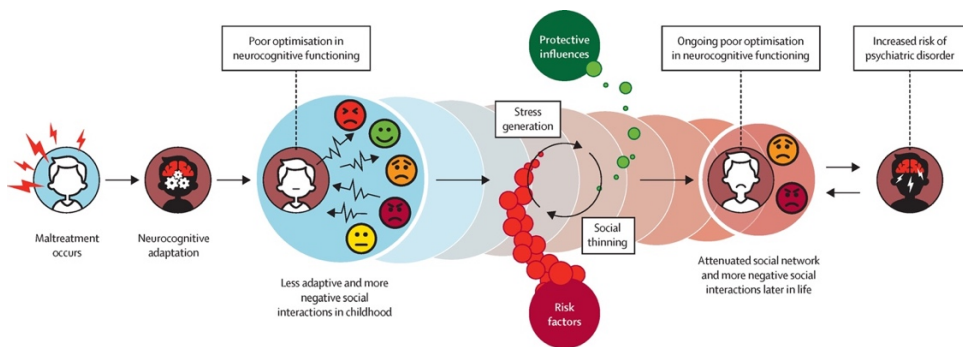 Poor optimisation in
neurocognitive functioning
Protective
influences
Ongoing poor optimisation
in neurocognitive functioning
Increased risk of
psychiatric disorder
Stress
generation
Social
thinning
Maltreatment
occurs
Neurocognitive
adaptation
Less adaptive and more
negative social
interactions in childhood
Risk
factors
Attenuated social network
and more negative social
interactions later in life